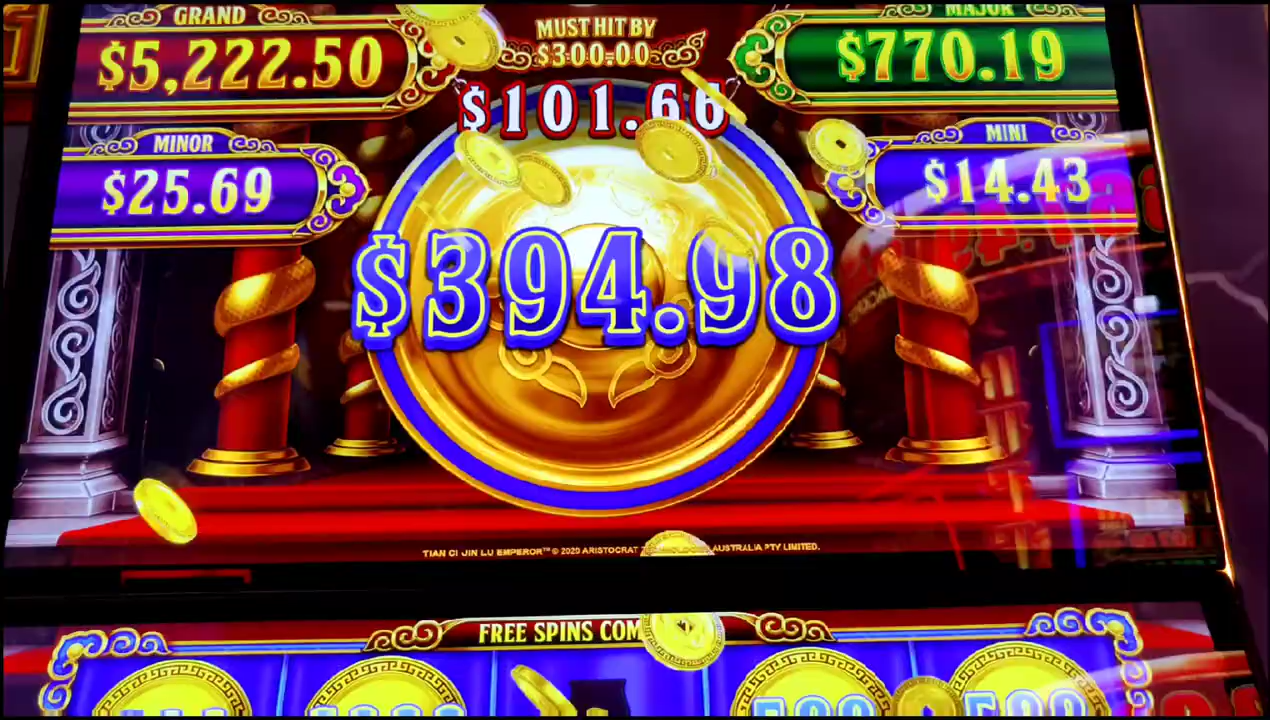 GRAND
$5,222.50
MUST HIT BY
$300.00
MAJOR
$770.19
$101.66
MINOR
$25.69
MINI
$14.43
$394.98
TIAN CI JIN LU EMPEROR™ © 2020 ARISTOCRAT AUSTRALIA PTY LIMITED.
FREE SPINS